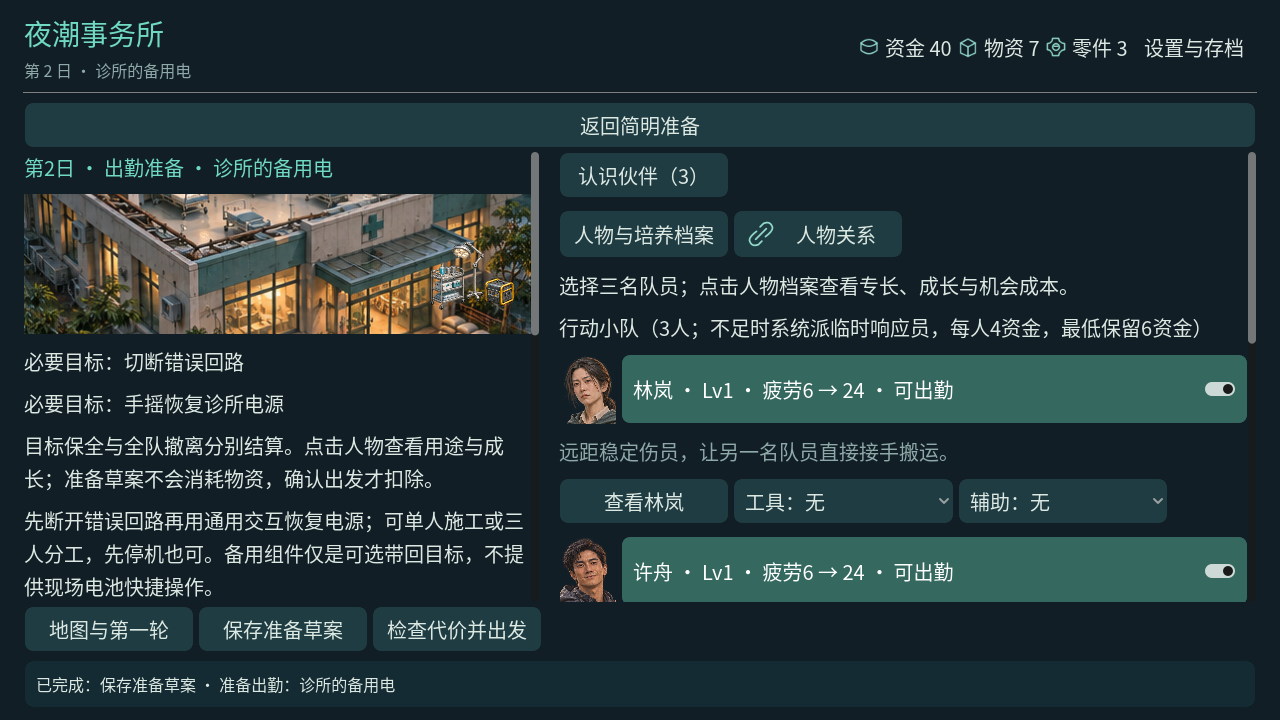 夜潮事务所
第 2 日 · 诊所的备用电
资金 40 物资 7 零件 3 设置与存档
返回简明准备
第2日 · 出勤准备 · 诊所的备用电
必要目标：切断错误回路
必要目标：手摇恢复诊所电源
目标保全与全队撤离分别结算。点击人物查看用途与成
长；准备草案不会消耗物资，确认出发才扣除。
先断开错误回路再用通用交互恢复电源；可单人施工或三
人分工，先停机也可。备用组件仅是可选带回目标，不提
供现场电池快捷操作。
认识伙伴（3）
人物与培养档案 人物关系
选择三名队员；点击人物档案查看专长、成长与机会成本。
行动小队（3人；不足时系统派临时响应员，每人4资金，最低保留6资金）
林岚 · Lv1 · 疲劳6 → 24 · 可出勤
远距稳定伤员，让另一名队员直接接手搬运。
查看林岚 工具：无 辅助：无
许舟 · Lv1 · 疲劳6 → 24 · 可出勤
地图与第一轮 保存准备草案 检查代价并出发
已完成：保存准备草案 · 准备出勤：诊所的备用电